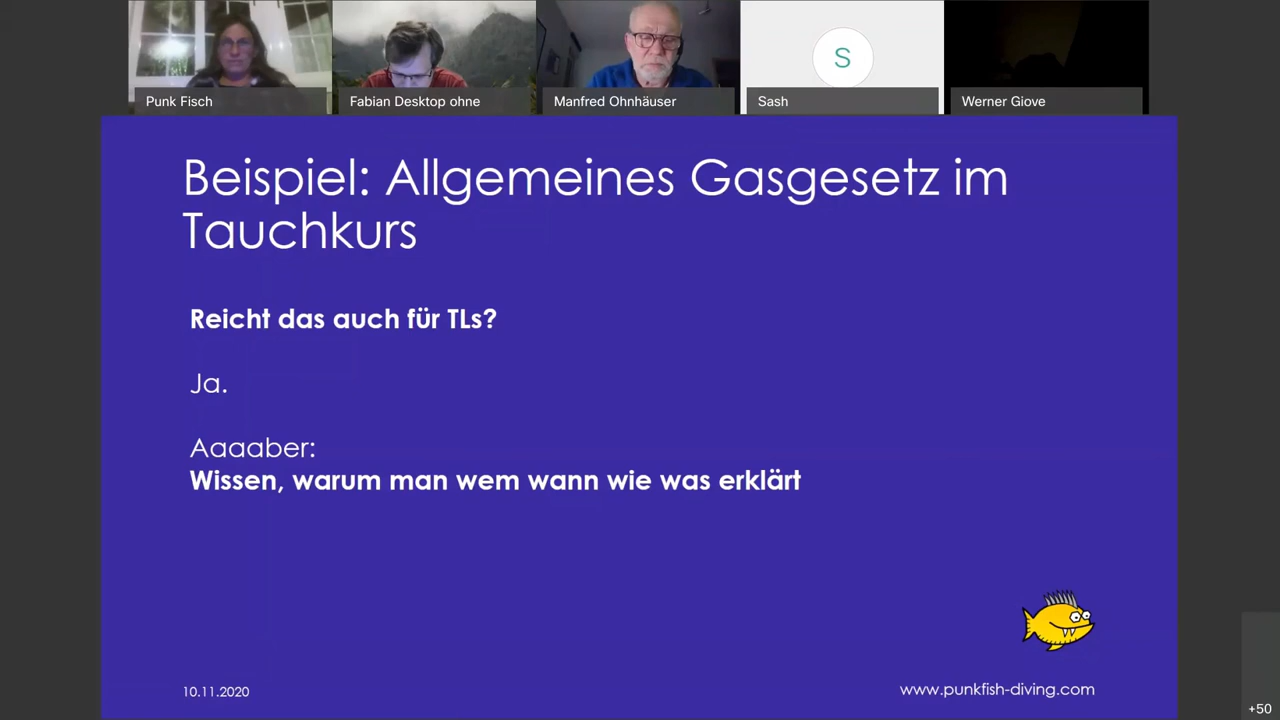 Punk Fisch
Fabian Desktop ohne
Manfred Ohnhäuser
S
Sash
Werner Giove
Beispiel: Allgemeines Gasgesetz im
Tauchkurs
Reicht das auch für TLs?
Ja.
Aaaaber:
Wissen, warum man wem wann wie was erklärt
10.11.2020
www.punkfish-diving.com
+50